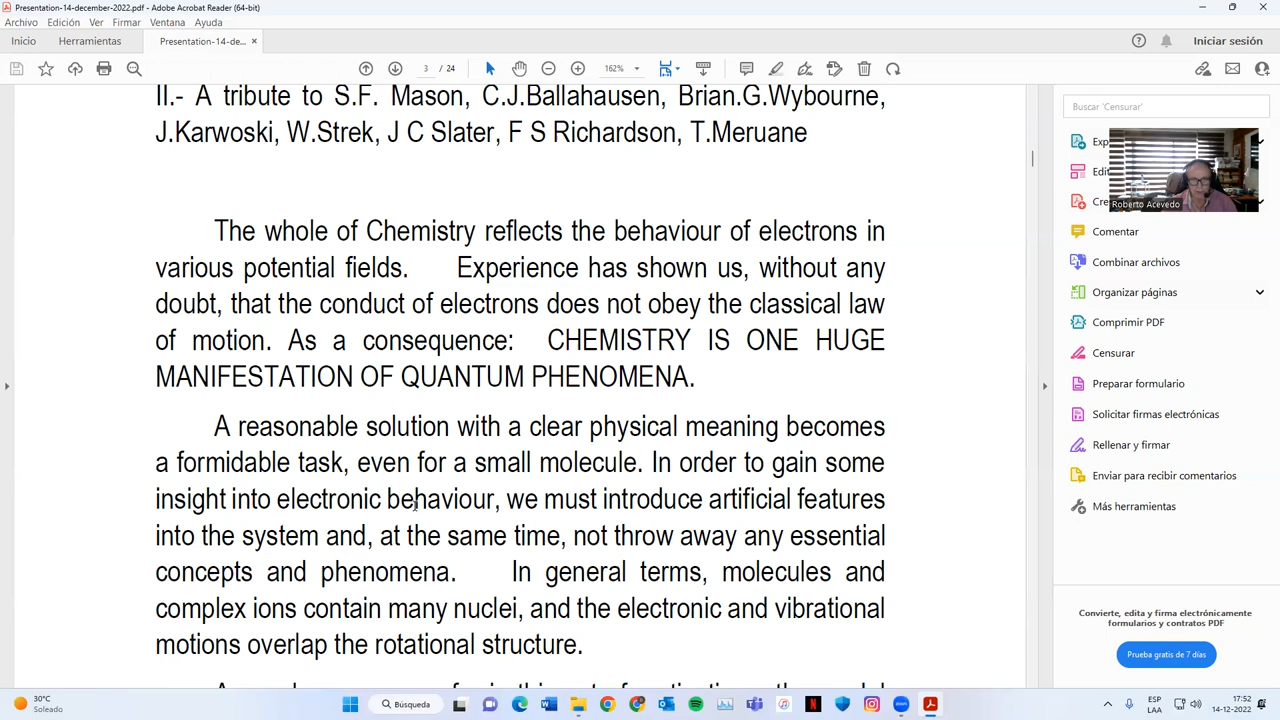 Presentation-14-december-2022.pdf - Adobe Acrobat Reader (64-bit)
Archivo Edición Ver Firmar Ventana Ayuda
Inicio Herramientas Presentation-14-de... × Iniciar sesión
3 / 24 162%
II.- A tribute to S.F. Mason, C.J.Ballahausen, Brian.G.Wybourne,
J.Karwoski, W.Strek, J C Slater, F S Richardson, T.Meruane
The whole of Chemistry reflects the behaviour of electrons in
various potential fields. Experience has shown us, without any
doubt, that the conduct of electrons does not obey the classical law
of motion. As a consequence: CHEMISTRY IS ONE HUGE
MANIFESTATION OF QUANTUM PHENOMENA.
A reasonable solution with a clear physical meaning becomes
a formidable task, even for a small molecule. In order to gain some
insight into electronic behaviour, we must introduce artificial features
into the system and, at the same time, not throw away any essential
concepts and phenomena. In general terms, molecules and
complex ions contain many nuclei, and the electronic and vibrational
motions overlap the rotational structure.
Buscar 'Censurar'
Exp
Edit
Cre
Roberto Acevedo
Comentar
Combinar archivos
Organizar páginas
Comprimir PDF
Censurar
Preparar formulario
Solicitar firmas electrónicas
Rellenar y firmar
Enviar para recibir comentarios
Más herramientas
Convierte, edita y firma electrónicamente
formularios y contratos PDF
Prueba gratis de 7 días
30°C
Soleado
Búsqueda
ESP
LAA
17:52
14-12-2022